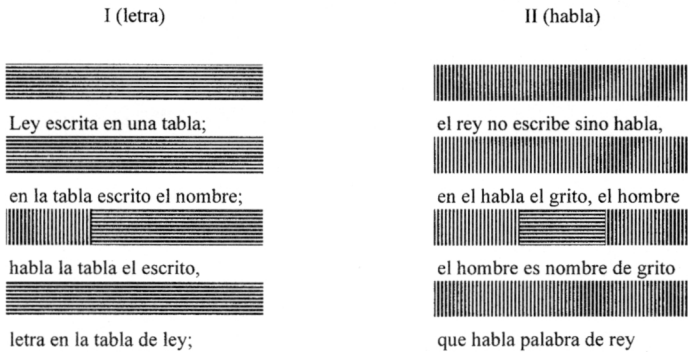 I (letra)
Ley escrita en una tabla;
en la tabla escrito el nombre;
habla la tabla el escrito,
letra en la tabla de ley;
II (habla)
el rey no escribe sino habla,
en el habla el grito, el hombre
el hombre es nombre de grito
que habla palabra de rey